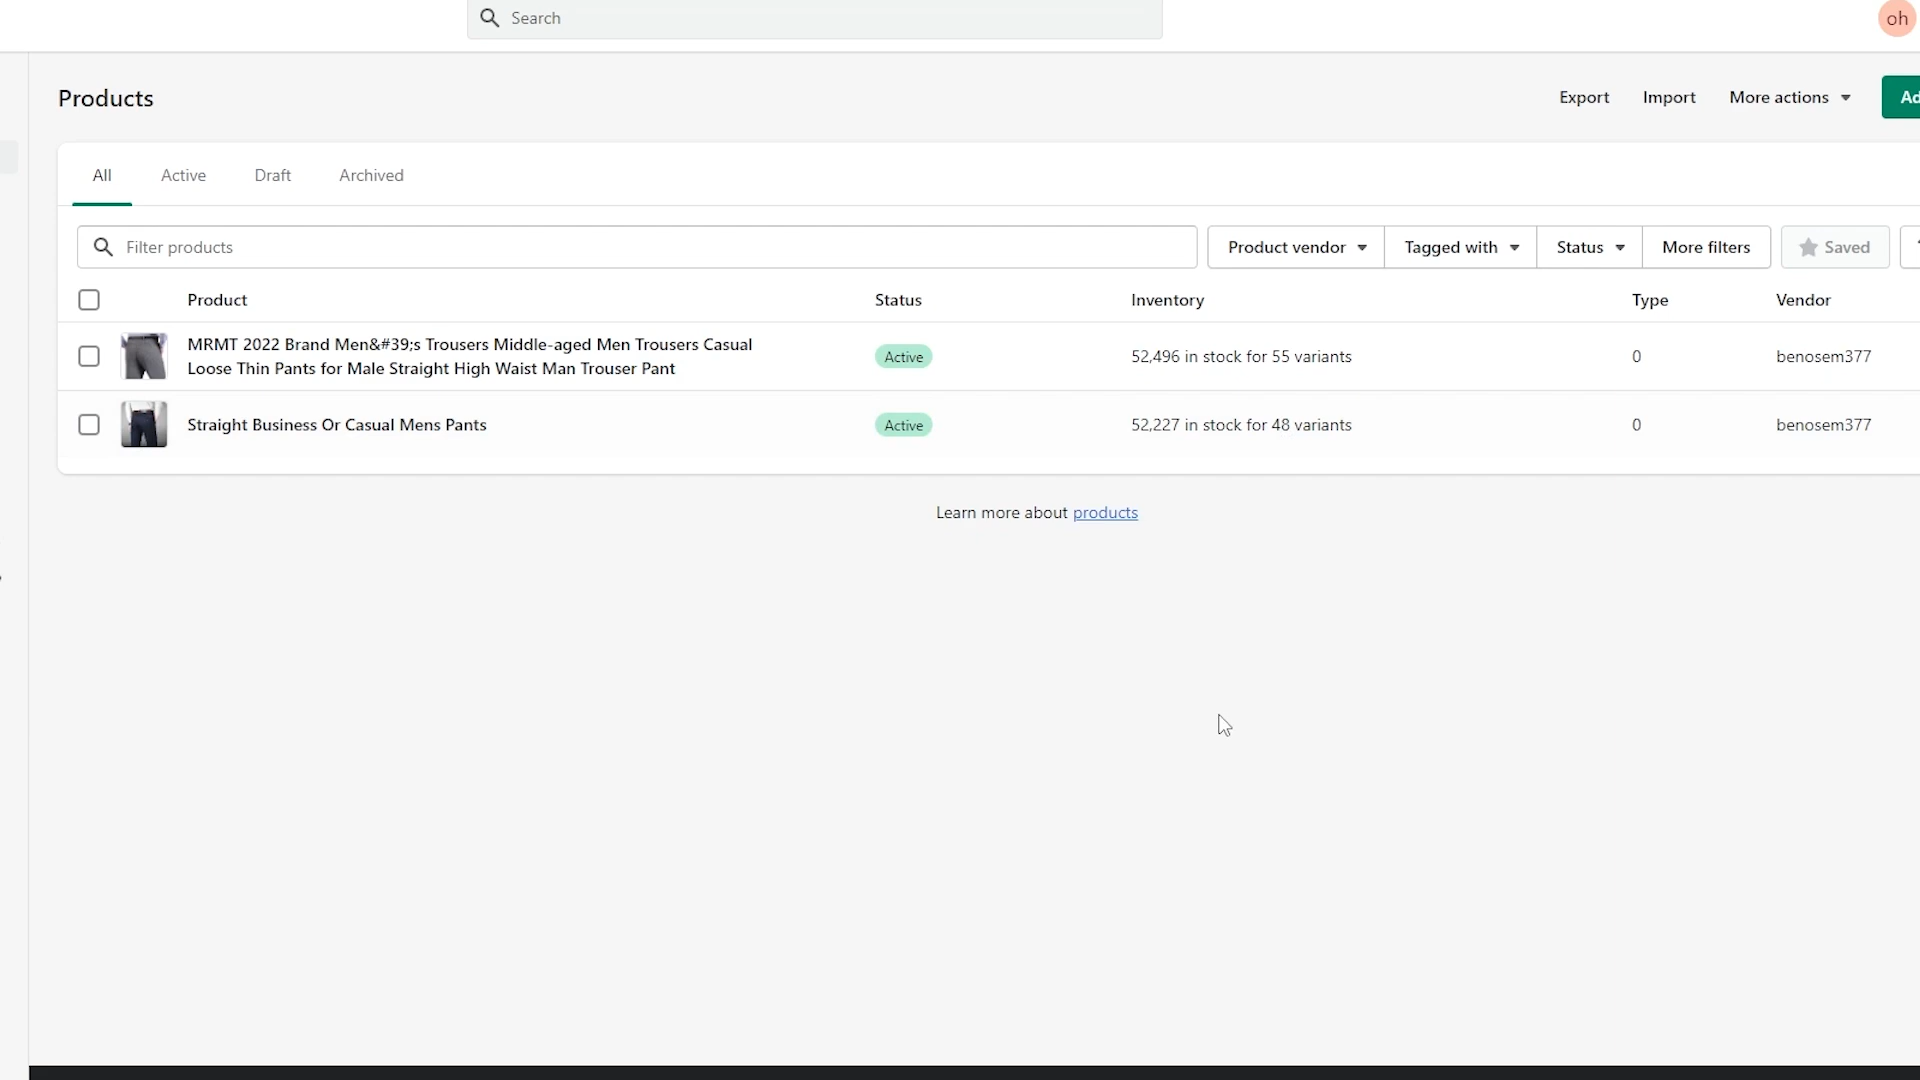 Search
oh
Products
Export
Import
More actions
All
Active
Draft
Archived
Filter products
Product vendor
Tagged with
Status
More filters
Saved
Product
Status
Inventory
Type
Vendor
MRMT 2022 Brand Men&#39;s Trousers Middle-aged Men Trousers Casual
Loose Thin Pants for Male Straight High Waist Man Trouser Pant
Active
52,496 in stock for 55 variants
0
benosem377
Straight Business Or Casual Mens Pants
Active
52,227 in stock for 48 variants
0
benosem377
Learn more about products